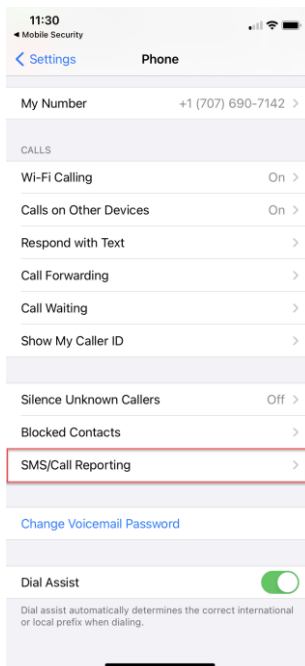 11:30
◀ Mobile Security
Settings
Phone
My Number +1 (707) 690-7142
CALLS
Wi-Fi Calling On
Calls on Other Devices On
Respond with Text
Call Forwarding
Call Waiting
Show My Caller ID
Silence Unknown Callers Off
Blocked Contacts
SMS/Call Reporting
Change Voicemail Password
Dial Assist
Dial assist automatically determines the correct international
or local prefix when dialing.